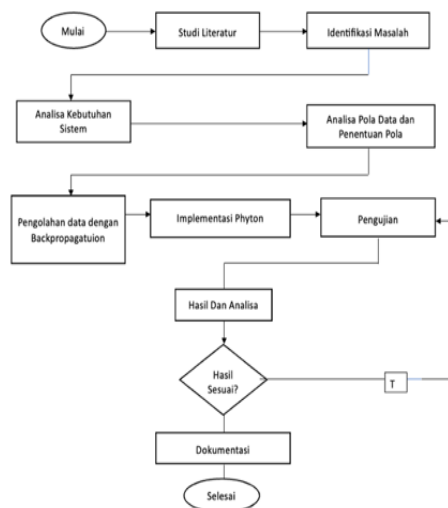 Mulai
Studi Literatur
Identifikasi Masalah
Analisa Kebutuhan
Sistem
Analisa Pola Data dan
Penentuan Pola
Pengolahan data dengan
Backpropagatuion
Implementasi Phyton
Pengujian
Hasil Dan Analisa
Hasil
Sesuai?
T
Dokumentasi
Selesai